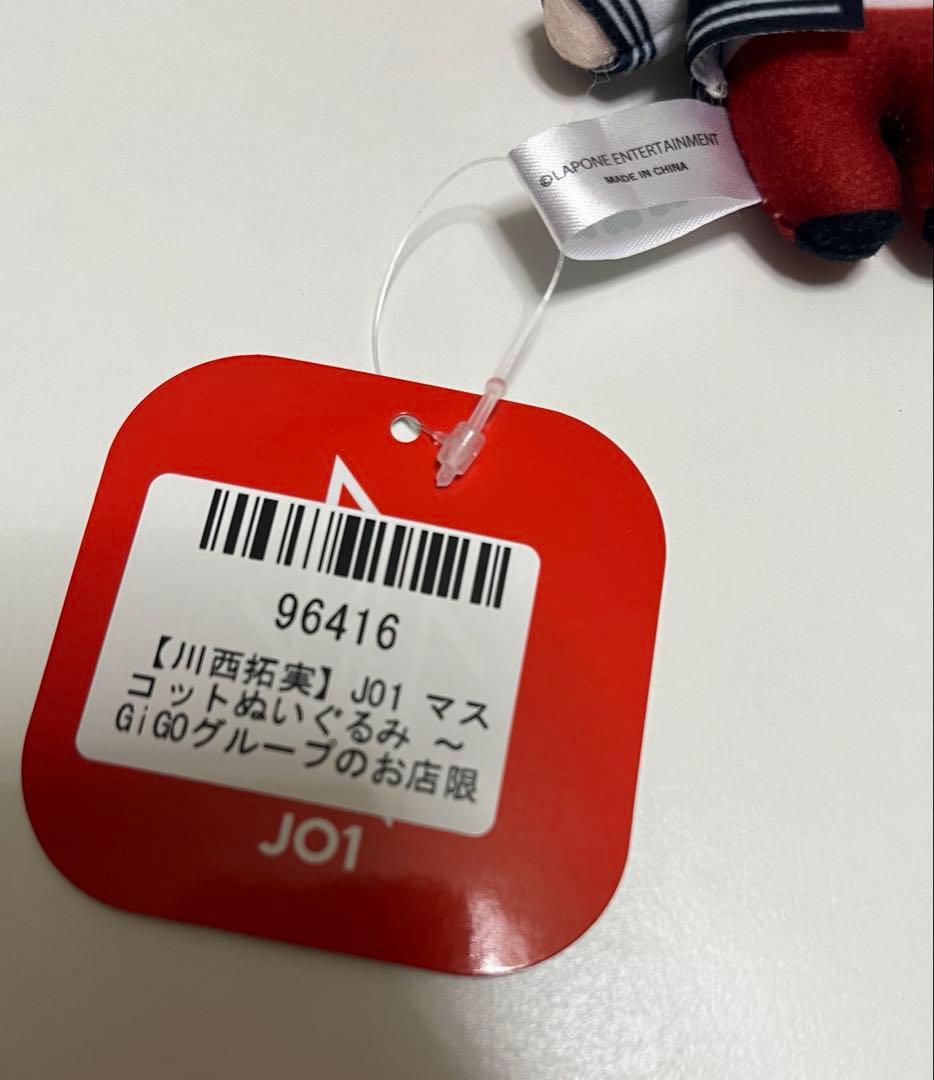 ©LAPONE ENTERTAINMENT
MADE IN CHINA
96416
【川西拓実】JO1 マス
コットぬいぐるみ ～
GiGOグループのお店限
JO1